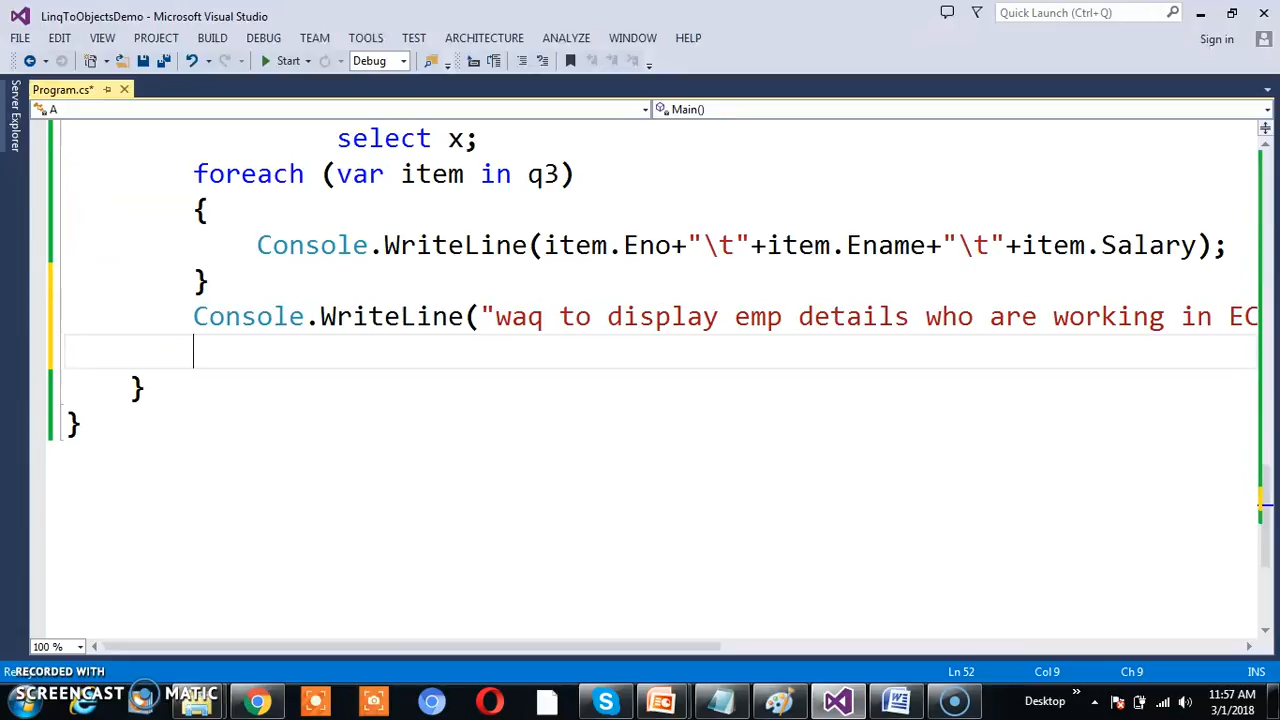 LinqToObjectsDemo - Microsoft Visual Studio
Quick Launch (Ctrl+Q)
FILE EDIT VIEW PROJECT BUILD DEBUG TEAM TOOLS TEST ARCHITECTURE ANALYZE WINDOW HELP
Sign in
Start Debug
Server Explorer
Program.cs*
A
Main()
select x;
foreach (var item in q3)
{
Console.WriteLine(item.Eno+"\t"+item.Ename+"\t"+item.Salary);
}
Console.WriteLine("waq to display emp details who are working in EC
}
}
100 %
Ln 52 Col 9 Ch 9 INS
RECORDED WITH
SCREENCAST MATIC
Desktop
11:57 AM
3/1/2018